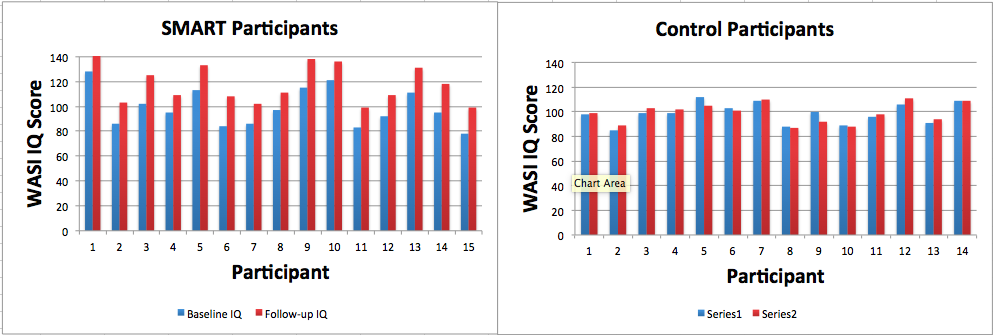 SMART Participants
WASI IQ Score
140
120
100
80
60
40
20
0
1 2 3 4 5 6 7 8 9 10 11 12 13 14 15
Participant
Baseline IQ Follow-up IQ
Control Participants
WASI IQ Score
140
120
100
80
60
40
20
0
Chart Area
1 2 3 4 5 6 7 8 9 10 11 12 13 14
Participant
Series1 Series2